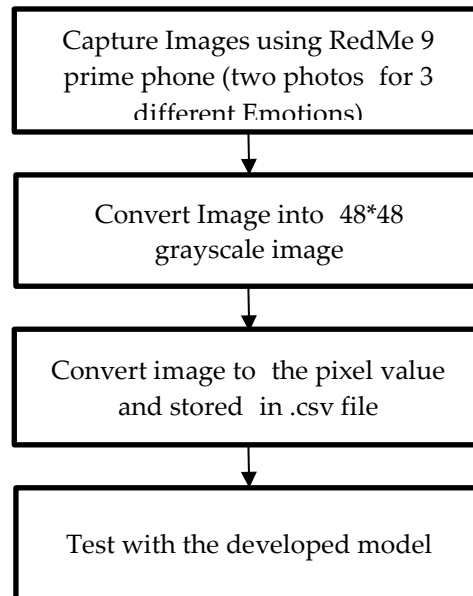 Capture Images using RedMe 9
prime phone (two photos for 3
different Emotions)
Convert Image into 48*48
grayscale image
Convert image to the pixel value
and stored in .csv file
Test with the developed model